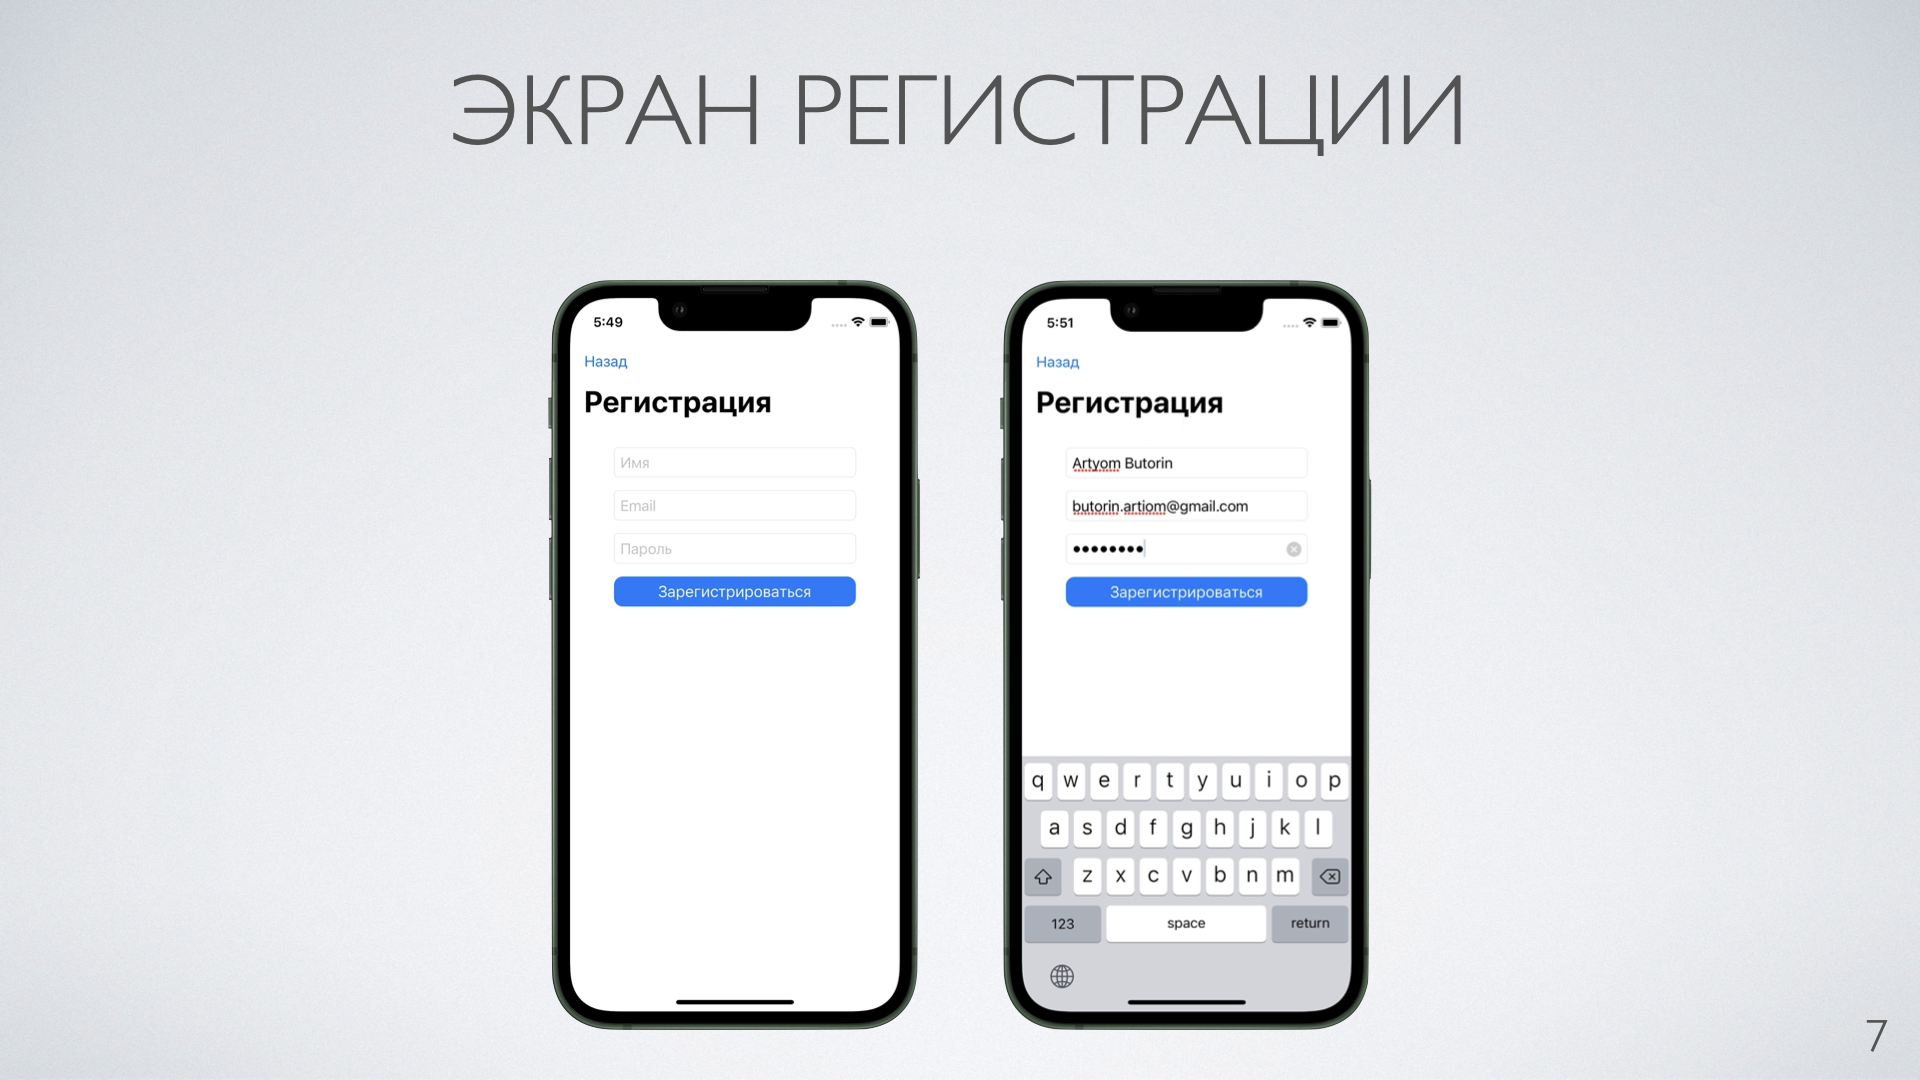 ЭКРАН РЕГИСТРАЦИИ
5:49
Назад
Регистрация
Имя
Email
Пароль
Зарегистрироваться
5:51
Назад
Регистрация
Artyom Butorin
butorin.artiom@gmail.com
••••••••
Зарегистрироваться
q w e r t y u i o p
a s d f g h j k l
z x c v b n m
123 space return
7